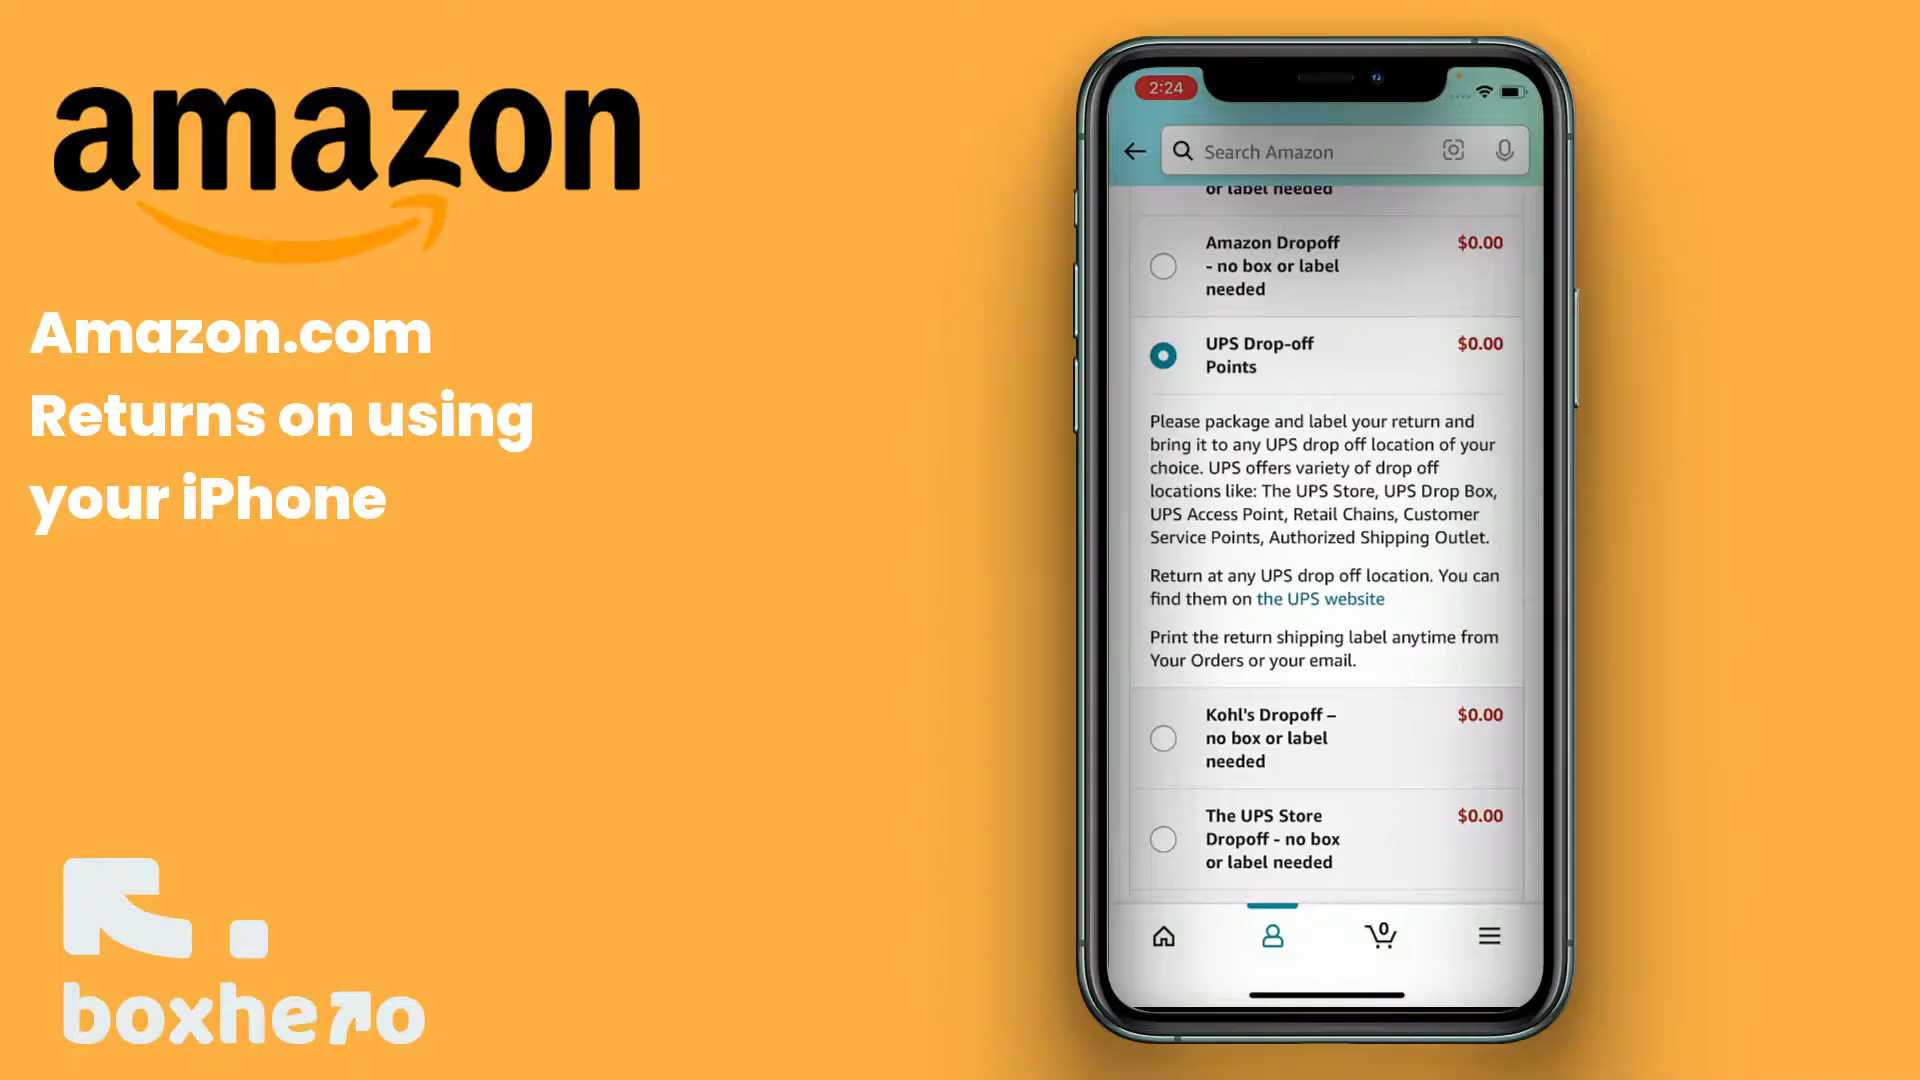 amazon
Amazon.com
Returns on using
your iPhone
boxhero
2:24
Search Amazon
or label needed
Amazon Dropoff
- no box or label
needed
$0.00
UPS Drop-off
Points
$0.00
Please package and label your return and
bring it to any UPS drop off location of your
choice. UPS offers variety of drop off
locations like: The UPS Store, UPS Drop Box,
UPS Access Point, Retail Chains, Customer
Service Points, Authorized Shipping Outlet.
Return at any UPS drop off location. You can
find them on the UPS website
Print the return shipping label anytime from
Your Orders or your email.
Kohl's Dropoff –
no box or label
needed
$0.00
The UPS Store
Dropoff - no box
or label needed
$0.00
0